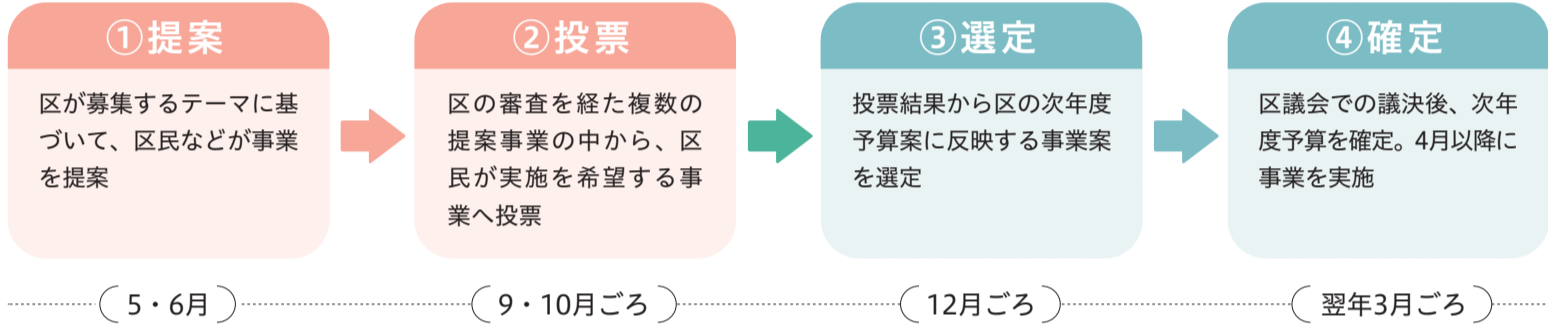 ①提案
区が募集するテーマに基
づいて、区民などが事業
を提案
②投票
区の審査を経た複数の
提案事業の中から、区
民が実施を希望する事
業へ投票
③選定
投票結果から区の次年度
予算案に反映する事業案
を選定
④確定
区議会での議決後、次年
度予算を確定。4月以降に
事業を実施
5・6月
9・10月ごろ
12月ごろ
翌年3月ごろ